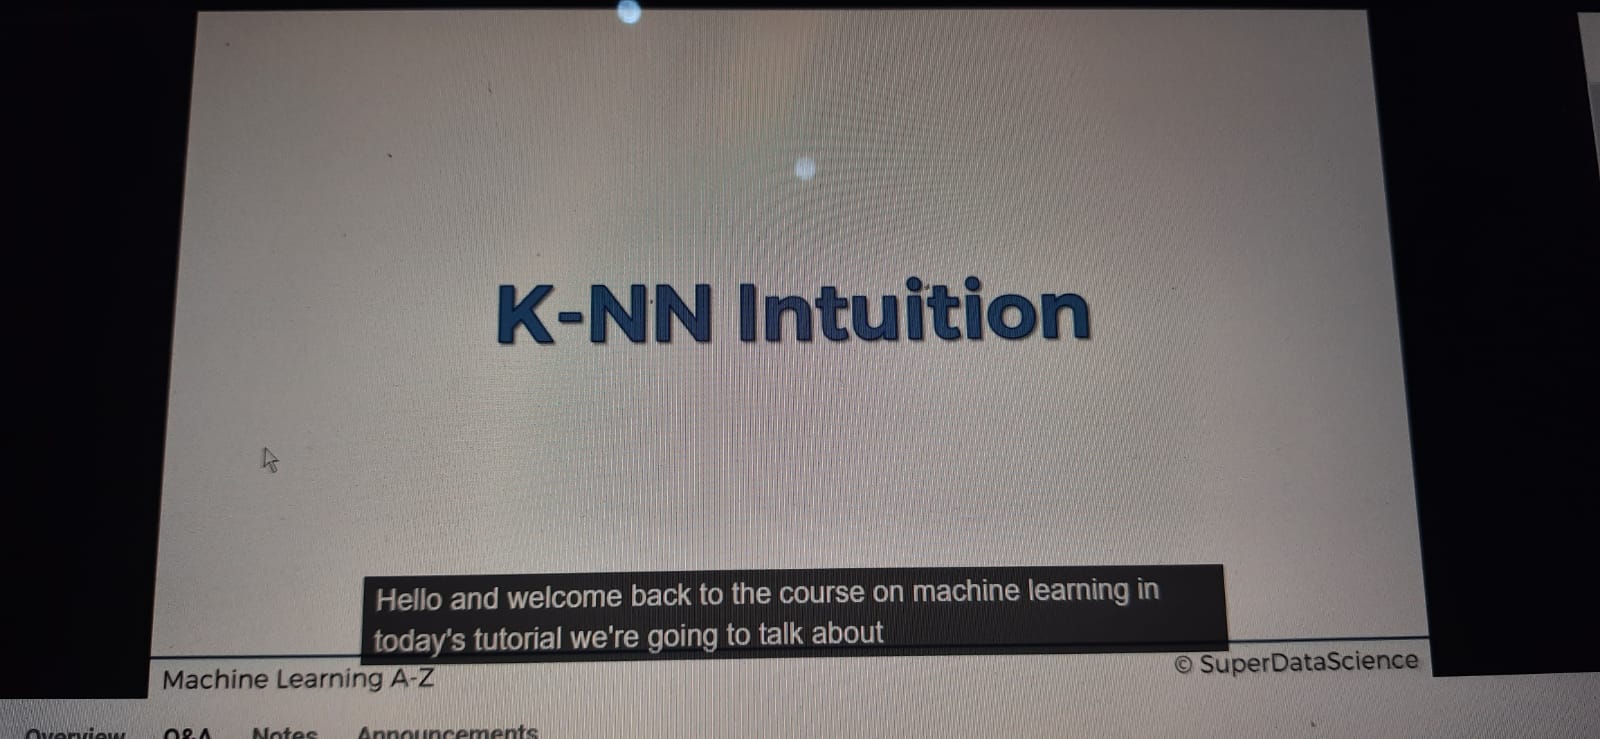 K-NN Intuition
Hello and welcome back to the course on machine learning in
today's tutorial we're going to talk about
Machine Learning A-Z
© SuperDataScience
Overview Q&A Notes Announcements